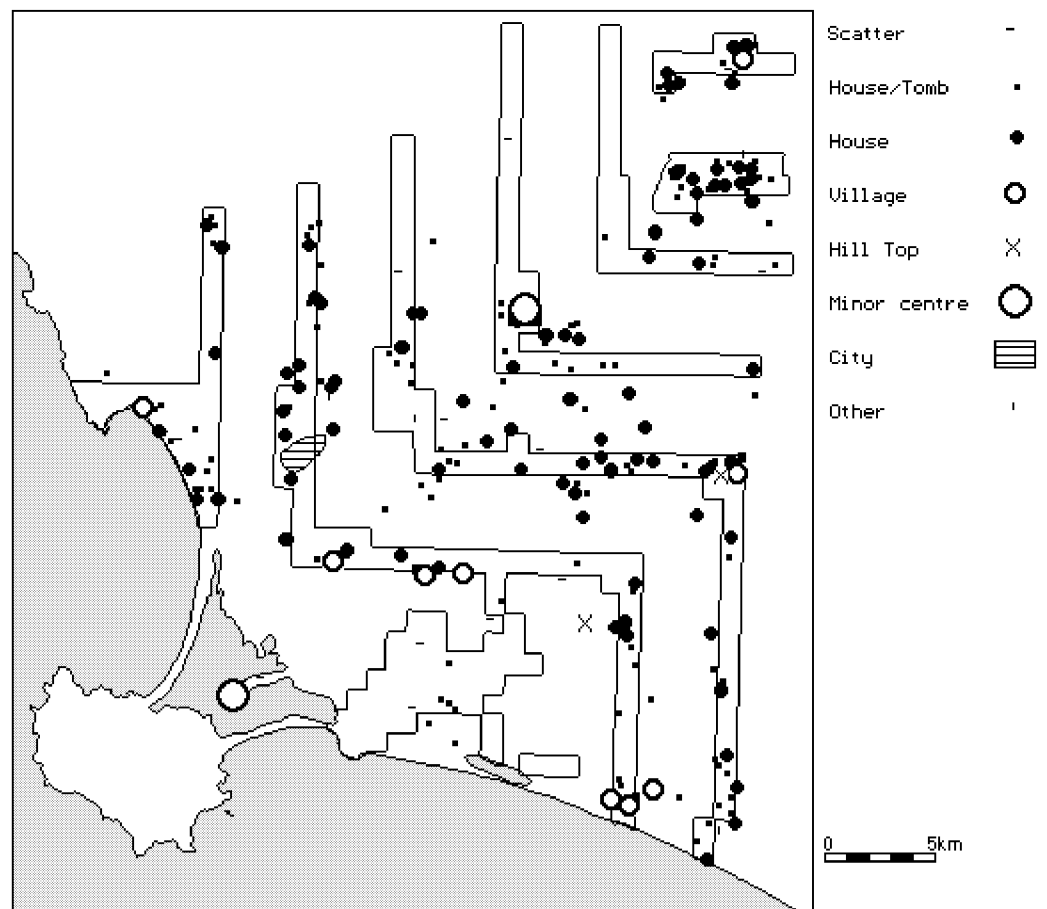 Scatter
House/Tomb
House
Village
Hill Top
Minor centre
City
Other
0 5km